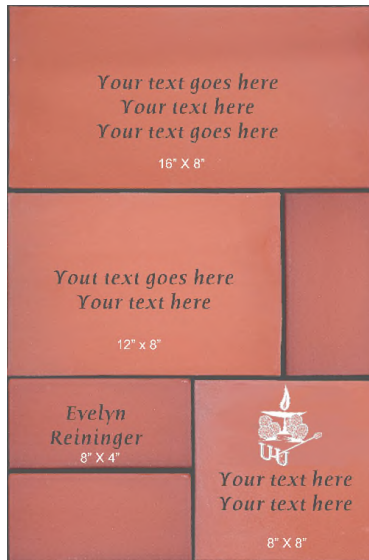 Your text goes here
Your text here
Your text goes here
16" X 8"
Yout text goes here
Your text here
12" x 8"
Evelyn
Reininger
8" X 4"
UU
Your text here
Your text here
8" X 8"